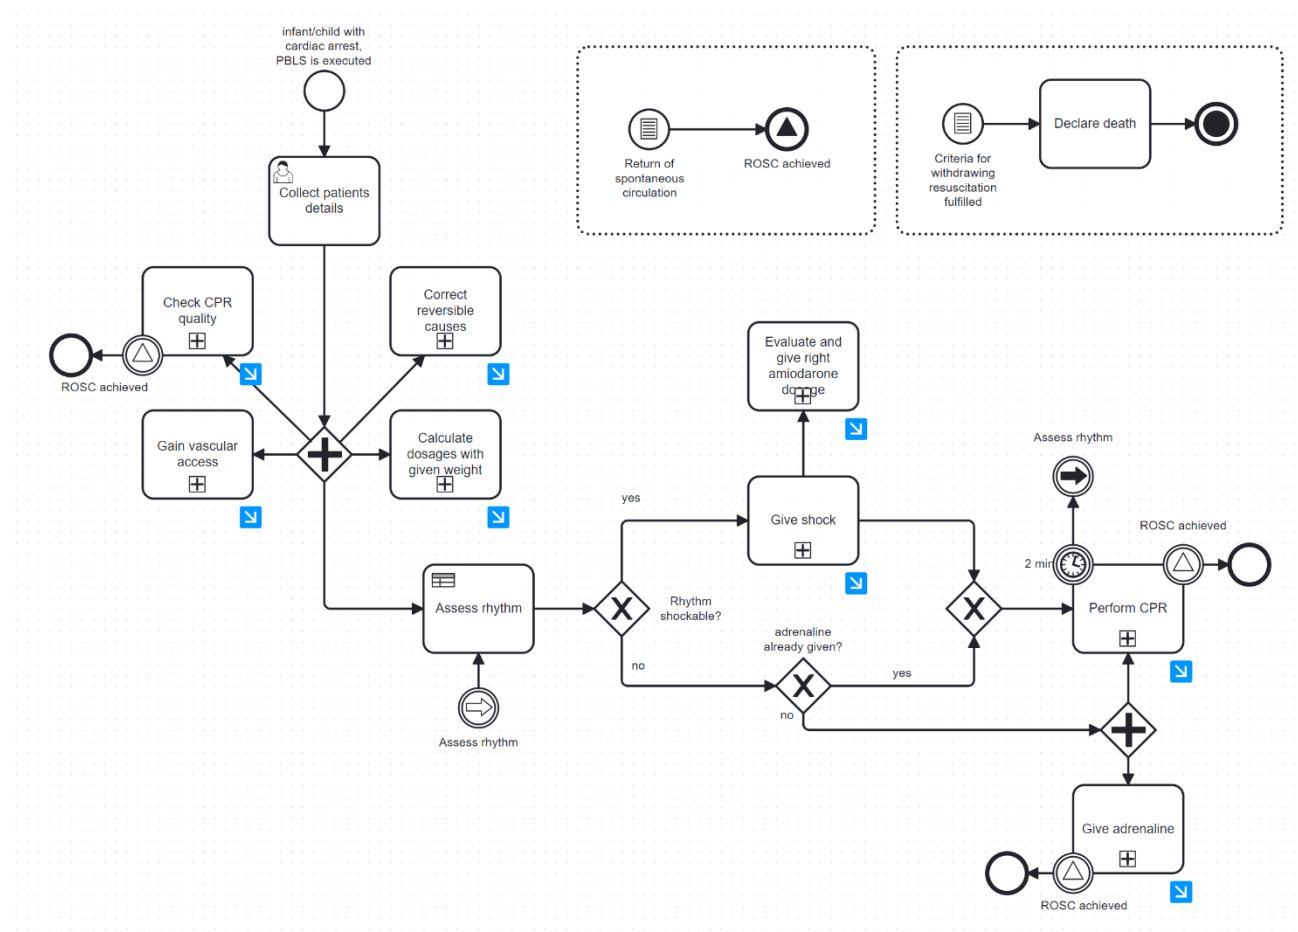 infant/child with
cardiac arrest,
PBLS is executed
Collect patients
details
Return of
spontaneous
circulation
ROSC achieved
Criteria for
withdrawing
resuscitation
fulfilled
Declare death
Check CPR
quality
ROSC achieved
Correct
reversible
causes
Gain vascular
access
Calculate
dosages with
given weight
Evaluate and
give right
amiodarone
dosage
Assess rhythm
yes
Give shock
ROSC achieved
2 min
Assess rhythm
Rhythm
shockable?
Perform CPR
adrenaline
already given?
no
yes
no
Assess rhythm
Give adrenaline
ROSC achieved